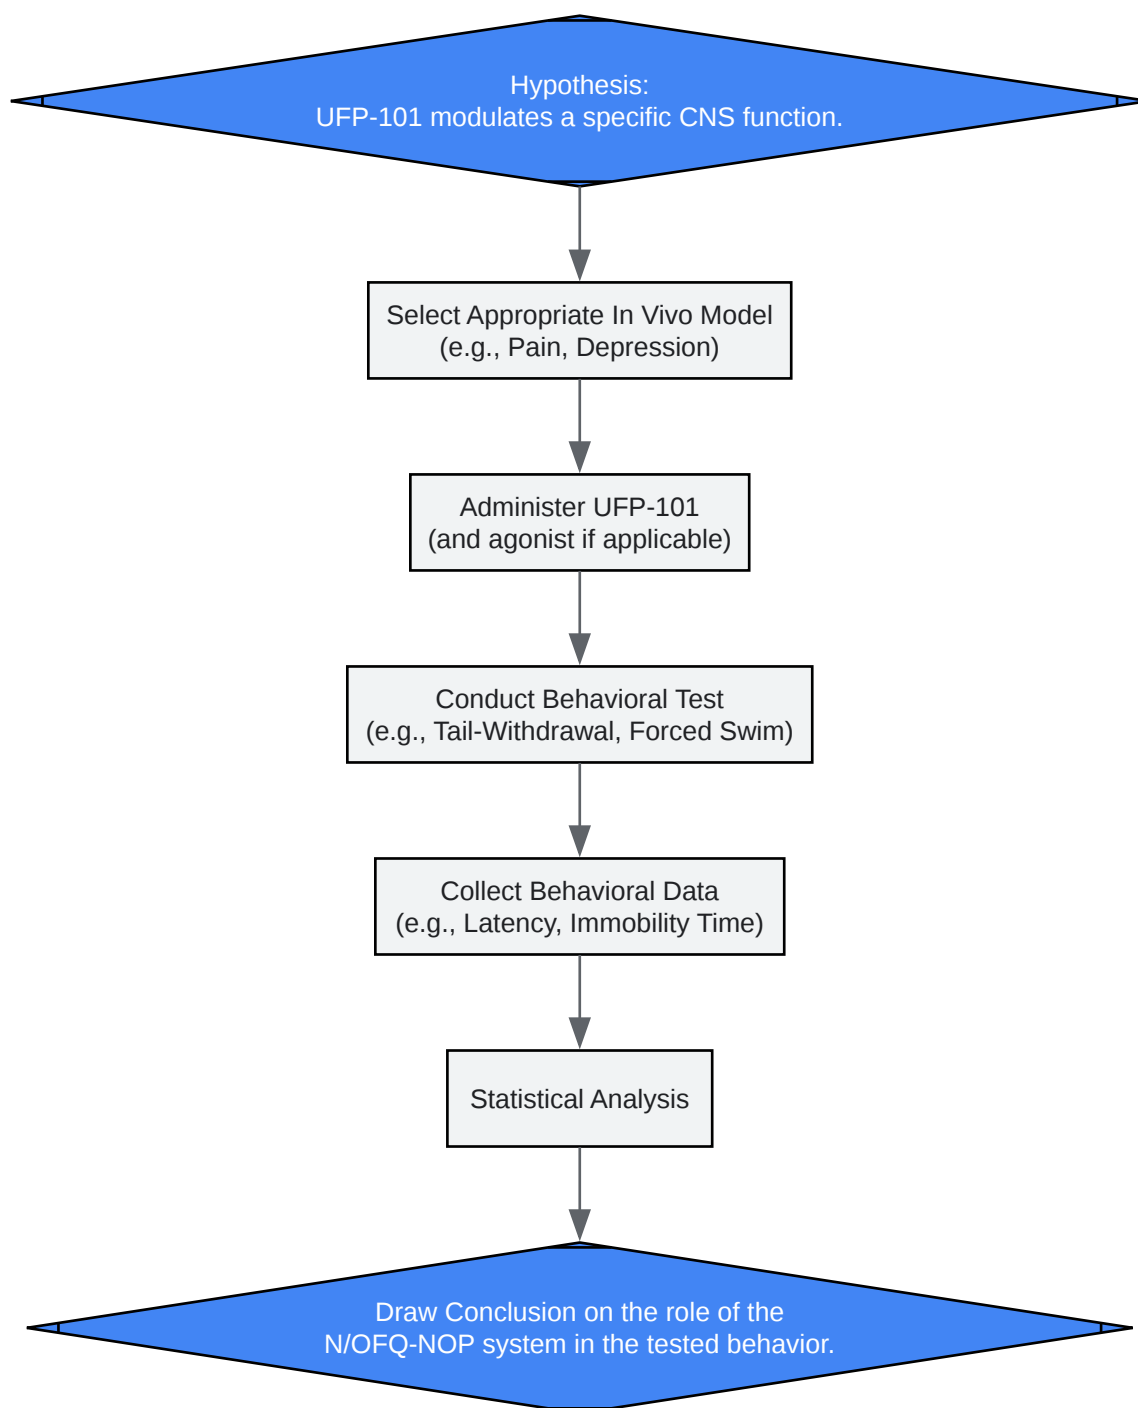 Hypothesis:
UFP-101 modulates a specific CNS function.
Select Appropriate In Vivo Model
(e.g., Pain, Depression)
Administer UFP-101
(and agonist if applicable)
Conduct Behavioral Test
(e.g., Tail-Withdrawal, Forced Swim)
Collect Behavioral Data
(e.g., Latency, Immobility Time)
Statistical Analysis
Draw Conclusion on the role of the
N/OFQ-NOP system in the tested behavior.